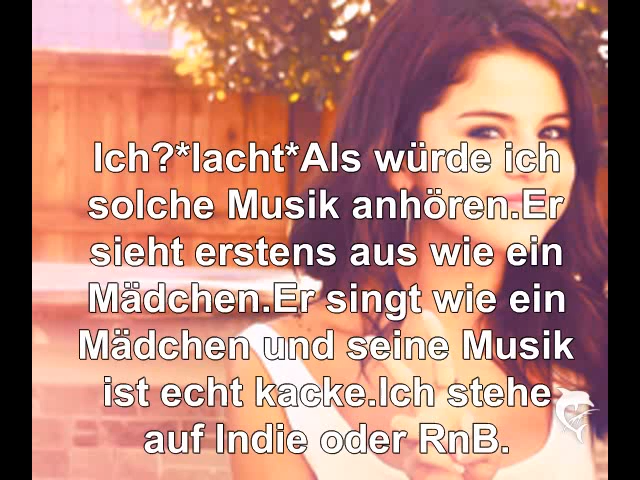 Ich?*lacht*Als würde ich
solche Musik anhören.Er
sieht erstens aus wie ein
Mädchen.Er singt wie ein
Mädchen und seine Musik
ist echt kacke.Ich stehe
auf Indie oder RnB.